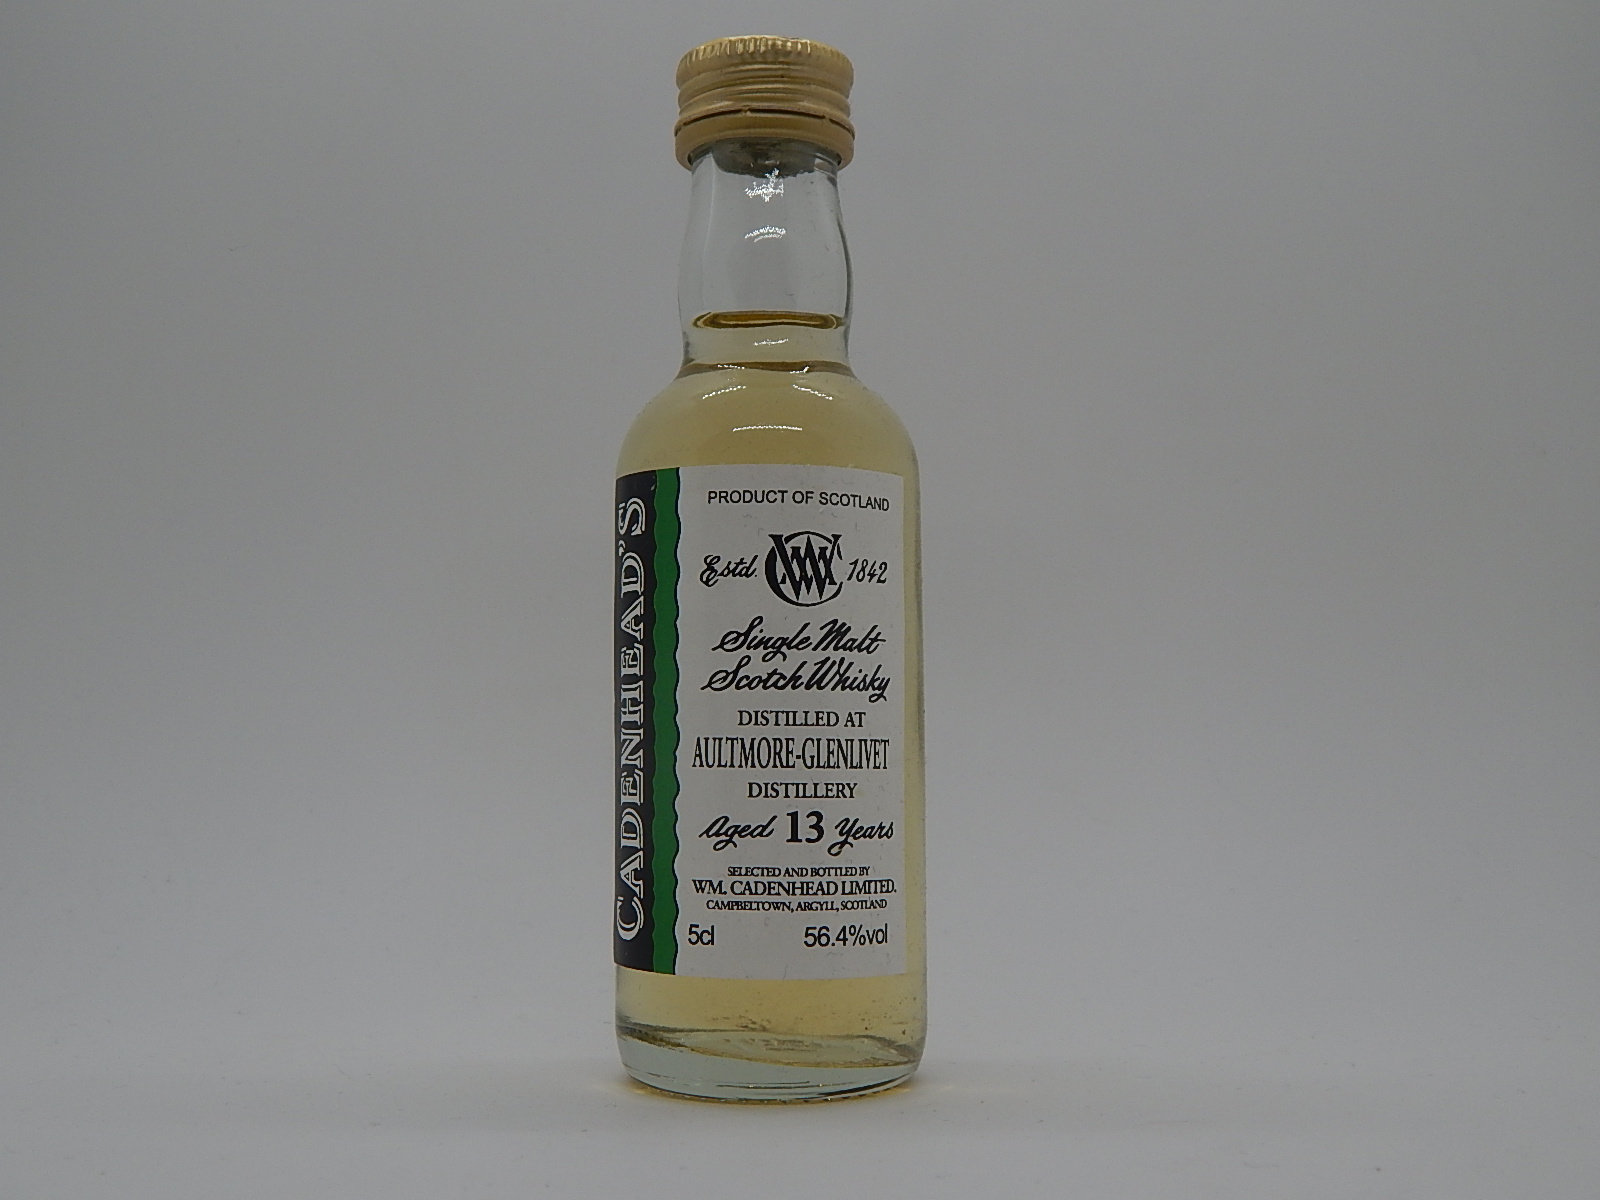 CADENHEAD'S
PRODUCT OF SCOTLAND
Estd. WC 1842
Single Malt
Scotch Whisky
DISTILLED AT
AULTMORE-GLENLIVET
DISTILLERY
Aged 13 Years
SELECTED AND BOTTLED BY
WM. CADENHEAD LIMITED.
CAMPBELTOWN, ARGYLL, SCOTLAND
5cl 56.4%vol